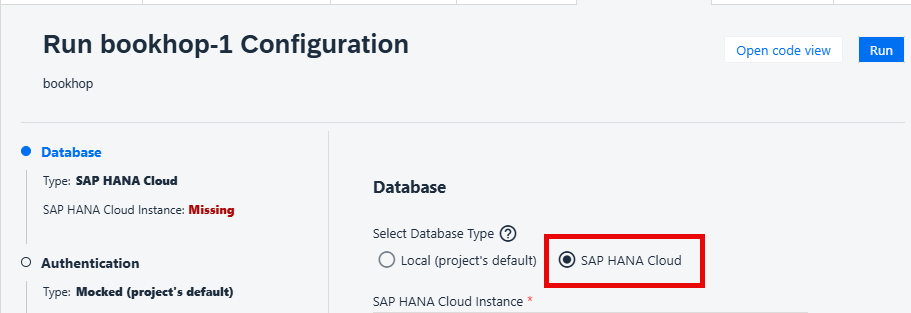 Run bookhop-1 Configuration
Open code view
Run
bookhop
Database
Type: SAP HANA Cloud
SAP HANA Cloud Instance: Missing
Authentication
Type: Mocked (project's default)
Database
Select Database Type ?
Local (project's default)
SAP HANA Cloud
SAP HANA Cloud Instance *